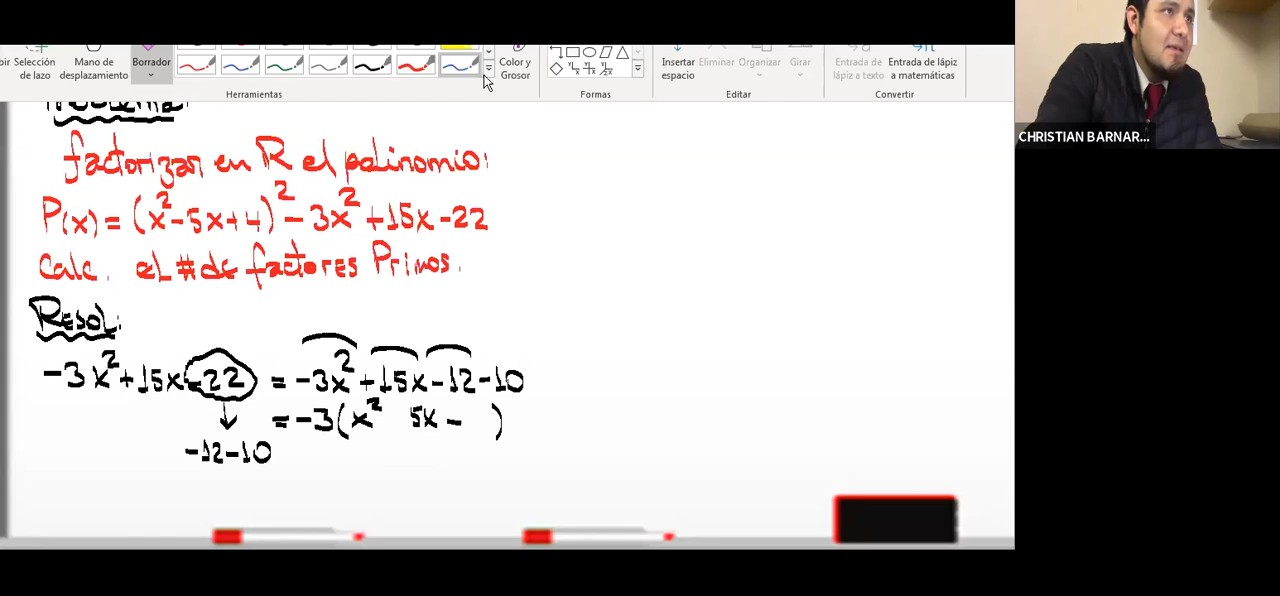 Selección de lazo
Mano de desplazamiento
Borrador
Color y Grosor
Insertar espacio
Eliminar
Organizar
Girar
Entrada de lápiz a texto
Entrada de lápiz a matemáticas
Herramientas
Formas
Editar
Convertir
CHRISTIAN BARNAR...
factorizar en R el polinomio:
P(x) = (x²-5x+4)² - 3x² + 15x - 22
Calc. el # de factores Primos.
Resol:
-3x² + 15x - 22 = -3x² + 15x - 12 - 10
= -3(x² 5x - )
-12-10